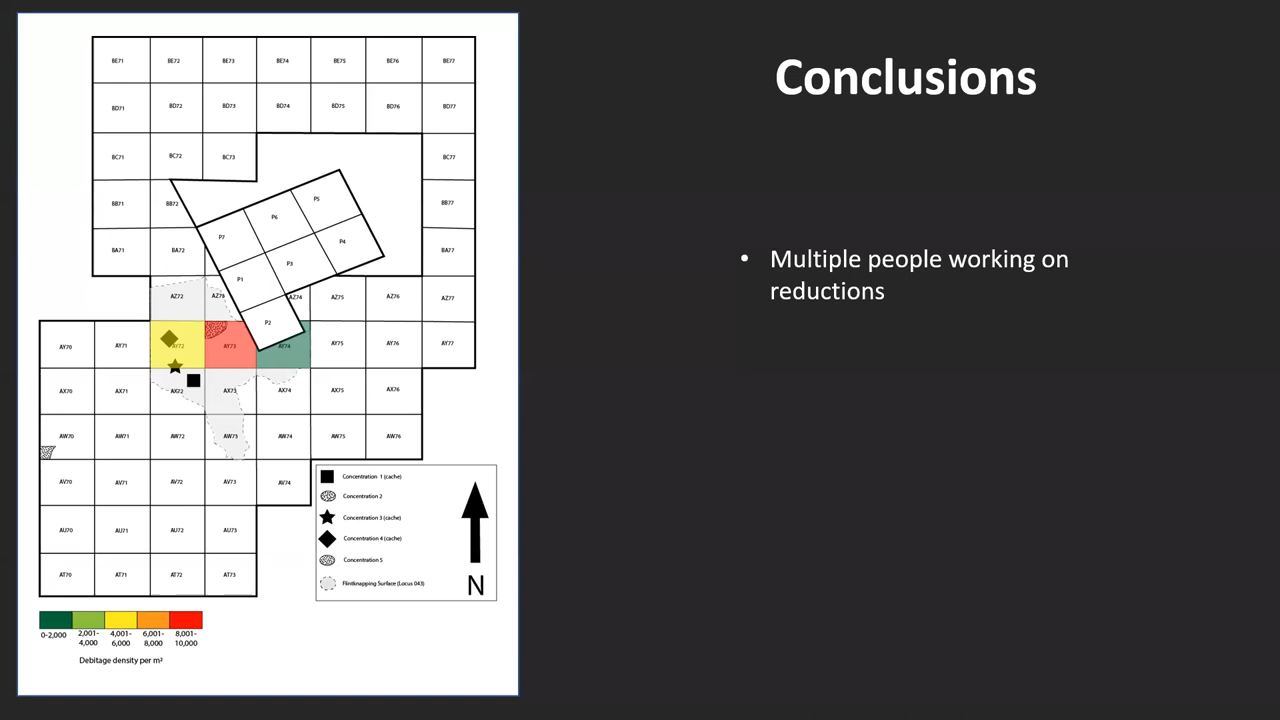 Conclusions
• Multiple people working on
reductions
BE71 BE72 BE73 BE74 BE75 BE76 BE77
BD71 BD72 BD73 BD74 BD75 BD76 BD77
BC71 BC72 BC73 BC77
BB71 BB72 BB77
P5
P6
P7 P4
BA71 BA72 P3 BA77
P1
AZ72 AZ73 AZ74 AZ75 AZ76 AZ77
P2
AY70 AY71 AY72 AY73 AY74 AY75 AY76 AY77
AX70 AX71 AX72 AX73 AX74 AX75 AX76
AW70 AW71 AW72 AW73 AW74 AW75 AW76
AV70 AV71 AV72 AV73 AV74
AU70 AU71 AU72 AU73
AT70 AT71 AT72 AT73
Concentration 1 (cache)
Concentration 2
Concentration 3 (cache)
Concentration 4 (cache)
Concentration 5
Flintknapping Surface (Locus 043)
N
0-2,000 2,001- 4,001- 6,001- 8,001-
4,000 6,000 8,000 10,000
Debitage density per m²